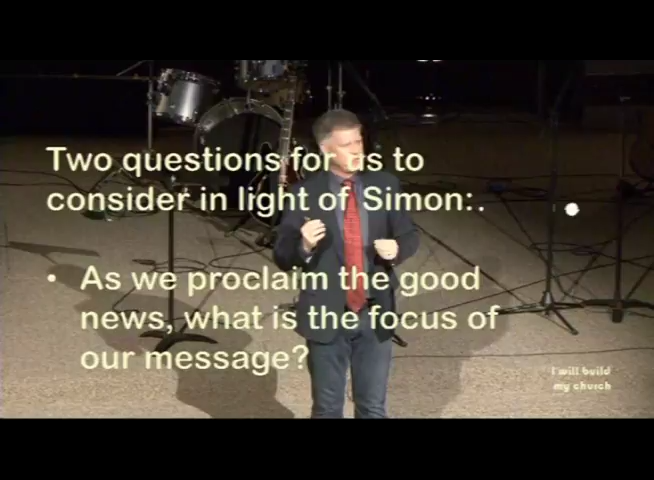 Two questions for us to
consider in light of Simon:.
• As we proclaim the good
news, what is the focus of
our message?
I will build
my church